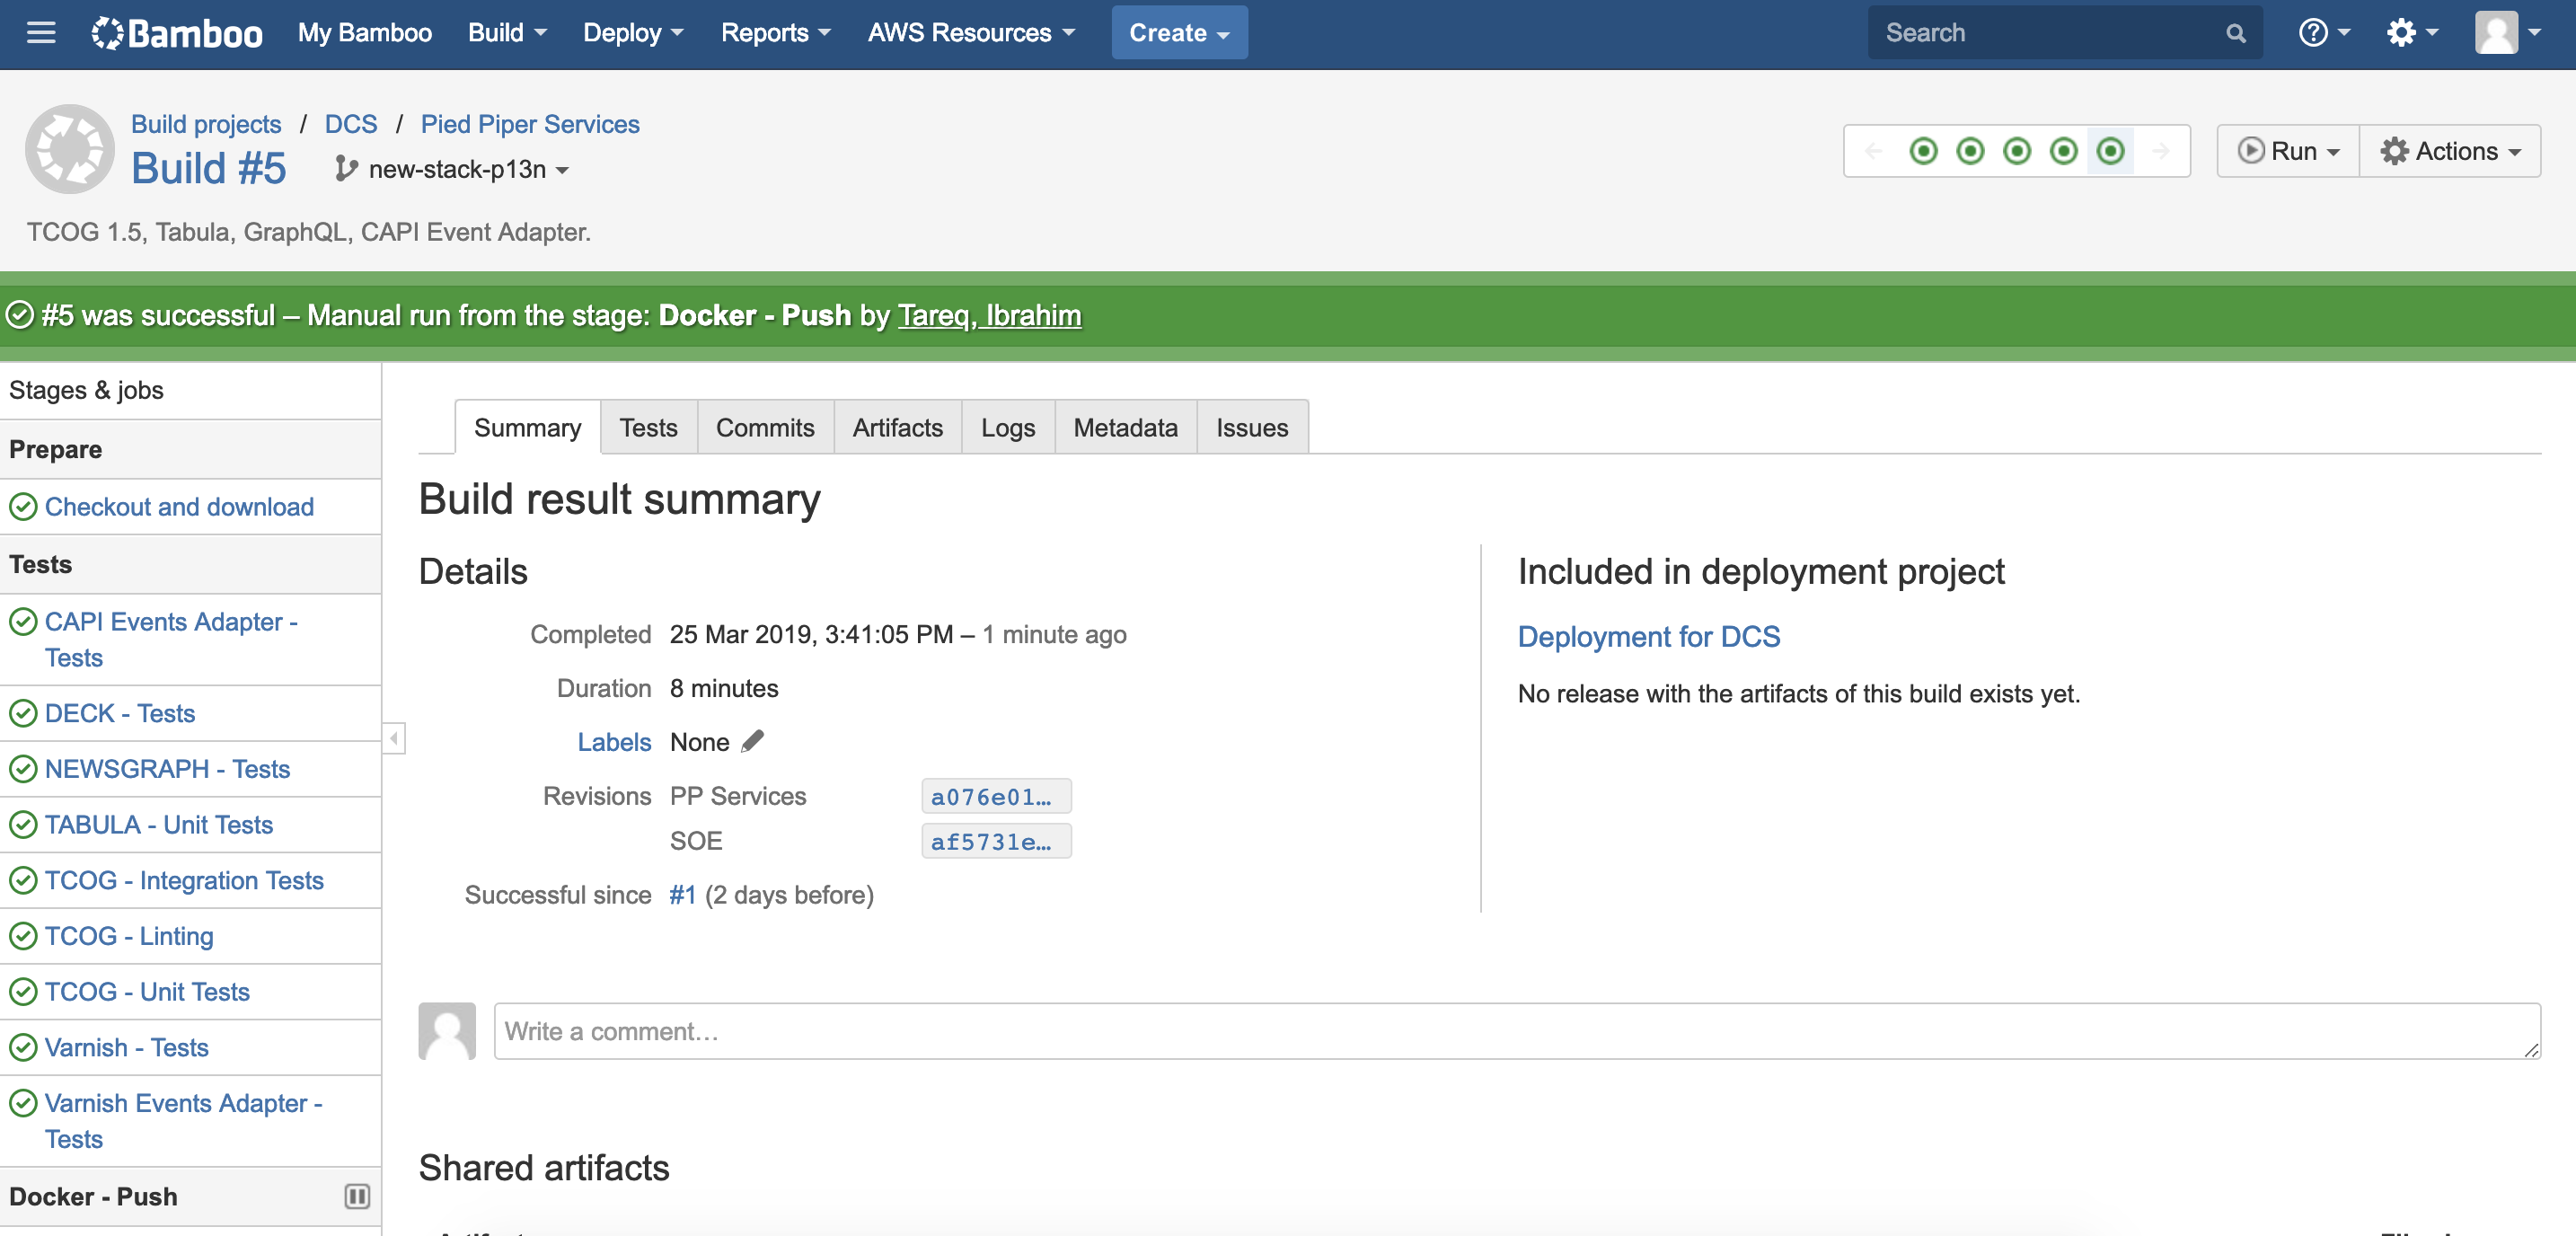 Bamboo My Bamboo Build Deploy Reports AWS Resources Create Search
Build projects / DCS / Pied Piper Services
Build #5 new-stack-p13n
Run Actions
TCOG 1.5, Tabula, GraphQL, CAPI Event Adapter.
#5 was successful – Manual run from the stage: Docker - Push by Tareq, Ibrahim
Stages & jobs
Prepare
Checkout and download
Tests
CAPI Events Adapter -
Tests
DECK - Tests
NEWSGRAPH - Tests
TABULA - Unit Tests
TCOG - Integration Tests
TCOG - Linting
TCOG - Unit Tests
Varnish - Tests
Varnish Events Adapter -
Tests
Docker - Push
Summary Tests Commits Artifacts Logs Metadata Issues
Build result summary
Details
Completed 25 Mar 2019, 3:41:05 PM – 1 minute ago
Duration 8 minutes
Labels None
Revisions PP Services a076e01…
SOE af5731e…
Successful since #1 (2 days before)
Included in deployment project
Deployment for DCS
No release with the artifacts of this build exists yet.
Write a comment…
Shared artifacts